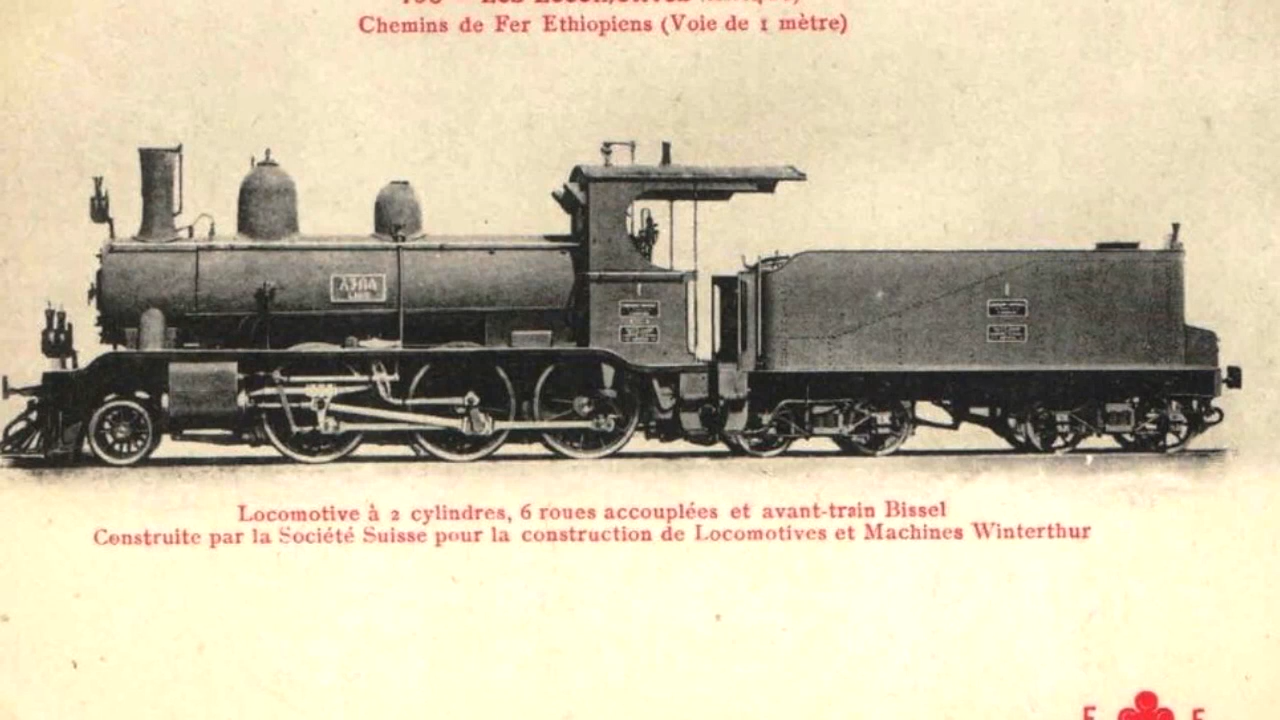 Chemins de Fer Ethiopiens (Voie de 1 mètre)
Locomotive à 2 cylindres, 6 roues accouplées et avant-train Bissel
Construite par la Société Suisse pour la construction de Locomotives et Machines Winterthur
F F